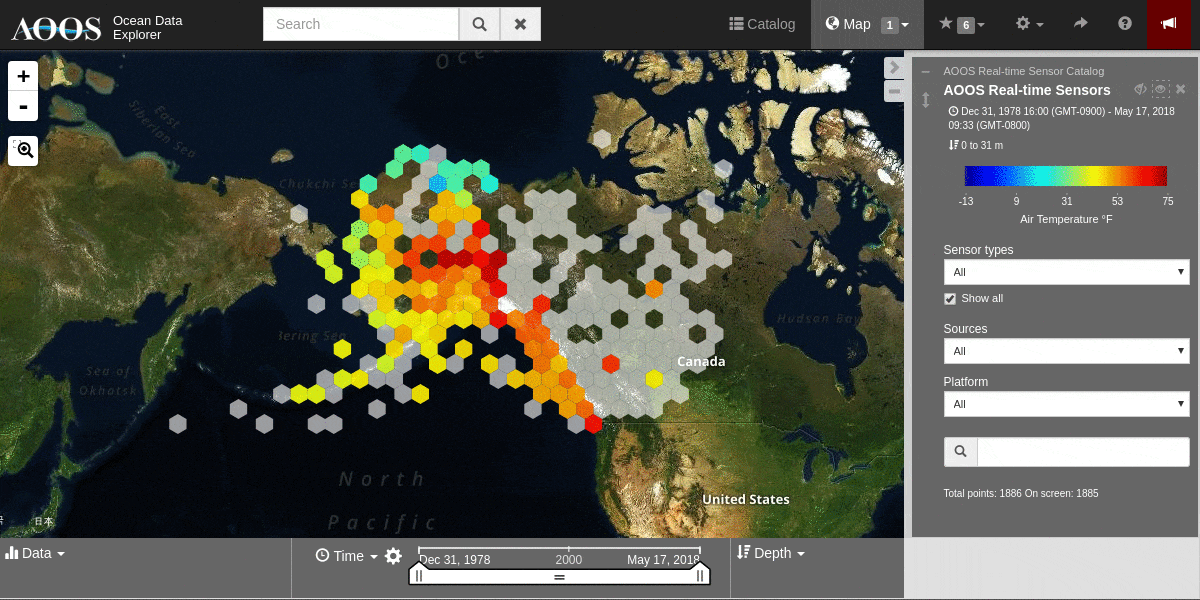 AOOS
Ocean Data
Explorer
Search
Catalog
Map 1
6
Oce
East
Siberian Sea
Chukchi Se
Bering Sea
Sea of
Okhotsk
Hudson Bay
Canada
United States
North
Pacific
日本
+
-
AOOS Real-time Sensor Catalog
AOOS Real-time Sensors
Dec 31, 1978 16:00 (GMT-0900) - May 17, 2018
09:33 (GMT-0800)
0 to 31 m
-13 9 31 53 75
Air Temperature °F
Sensor types
All
Show all
Sources
All
Platform
All
Total points: 1886 On screen: 1885
Data
Time
Dec 31, 1978 2000 May 17, 2018
Depth